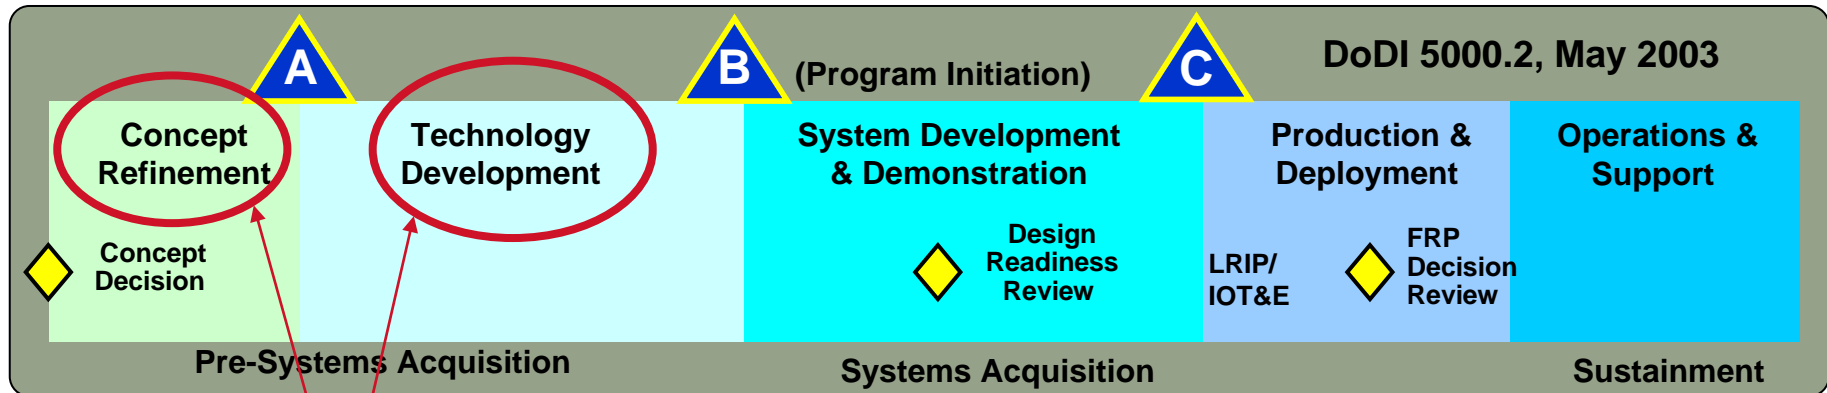 A
B
(Program Initiation)
C
DoDI 5000.2, May 2003
Concept
Refinement
Technology
Development
System Development
& Demonstration
Production &
Deployment
Operations &
Support
Concept
Decision
Design
Readiness
Review
LRIP/
IOT&E
FRP
Decision
Review
Pre-Systems Acquisition
Systems Acquisition
Sustainment